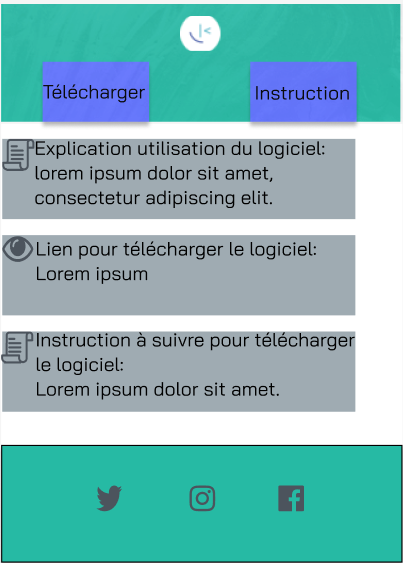 Télécharger
Instruction
Explication utilisation du logiciel:
lorem ipsum dolor sit amet,
consectetur adipiscing elit.
Lien pour télécharger le logiciel:
Lorem ipsum
Instruction à suivre pour télécharger
le logiciel:
Lorem ipsum dolor sit amet.